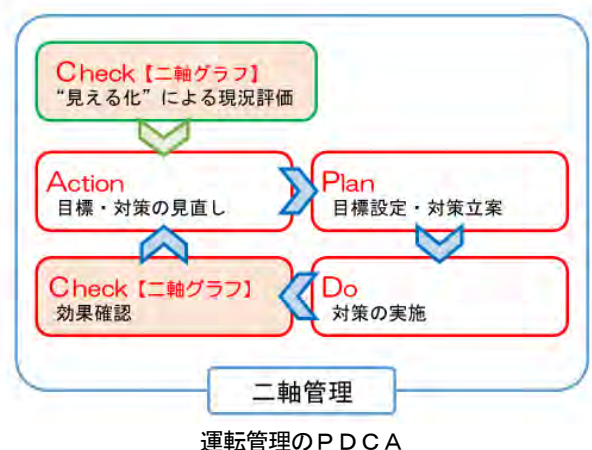 Check【二軸グラフ】
“見える化”による現況評価
Action
目標・対策の見直し
Plan
目標設定・対策立案
Check【二軸グラフ】
効果確認
Do
対策の実施
二軸管理
運転管理のＰＤＣＡ